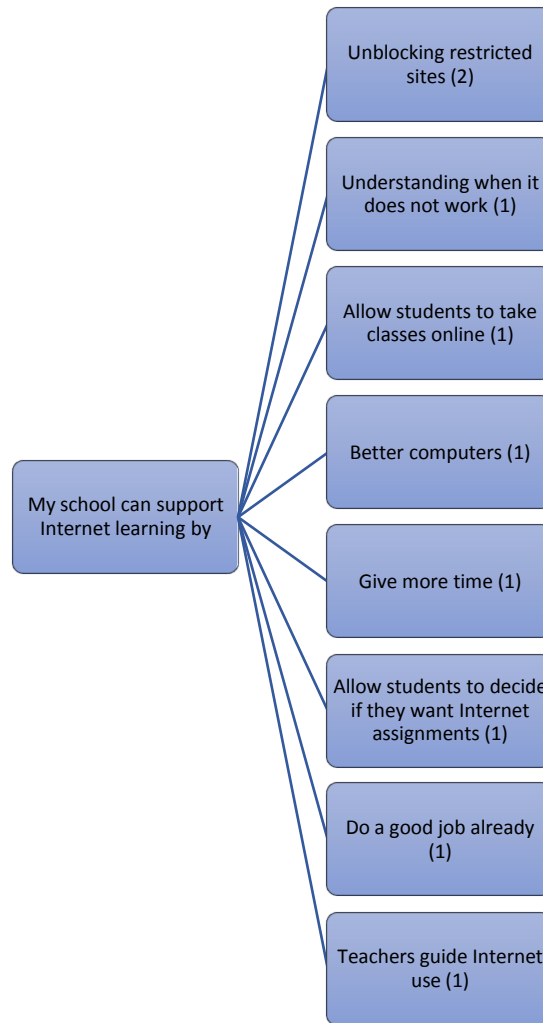 Unblocking restricted
sites (2)
Understanding when it
does not work (1)
Allow students to take
classes online (1)
Better computers (1)
My school can support
Internet learning by
Give more time (1)
Allow students to decide
if they want Internet
assignments (1)
Do a good job already
(1)
Teachers guide Internet
use (1)